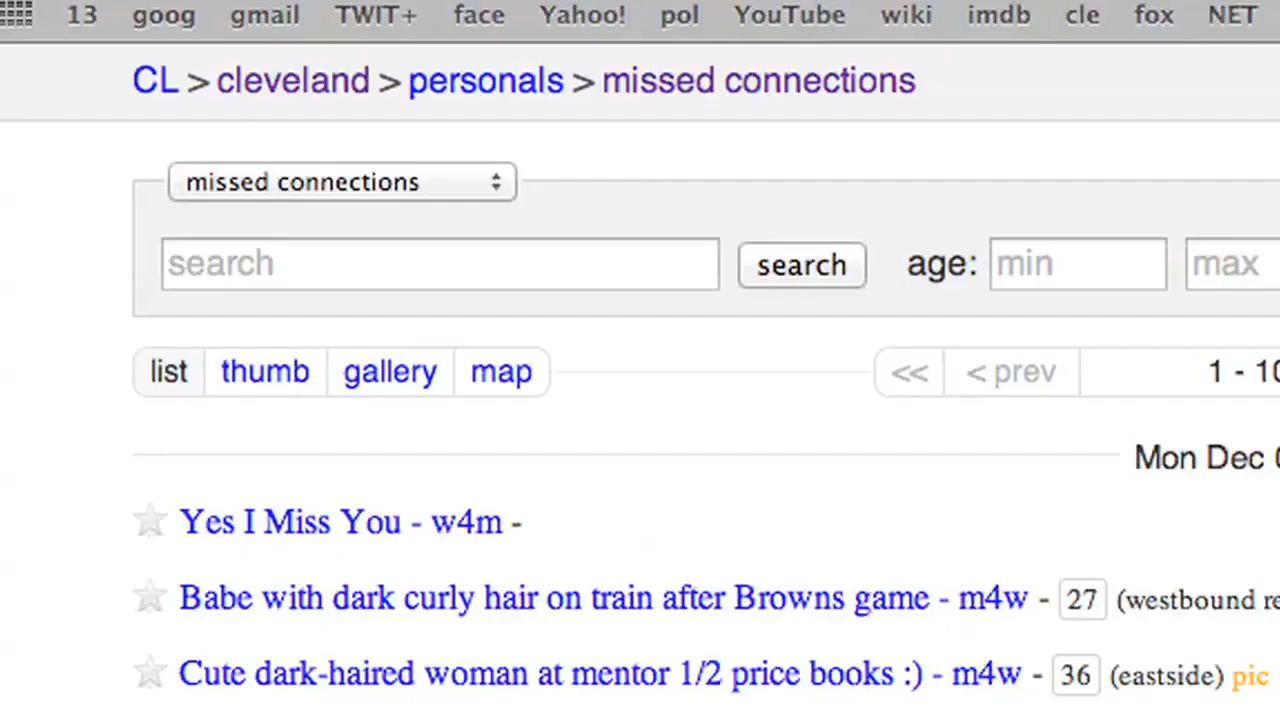 13 goog gmail TWIT+ face Yahoo! pol YouTube wiki imdb cle fox NET
CL > cleveland > personals > missed connections
missed connections
search search age: min max
list thumb gallery map << < prev 1 - 10
Mon Dec
Yes I Miss You - w4m -
Babe with dark curly hair on train after Browns game - m4w - 27 (westbound re
Cute dark-haired woman at mentor 1/2 price books :) - m4w - 36 (eastside) pic